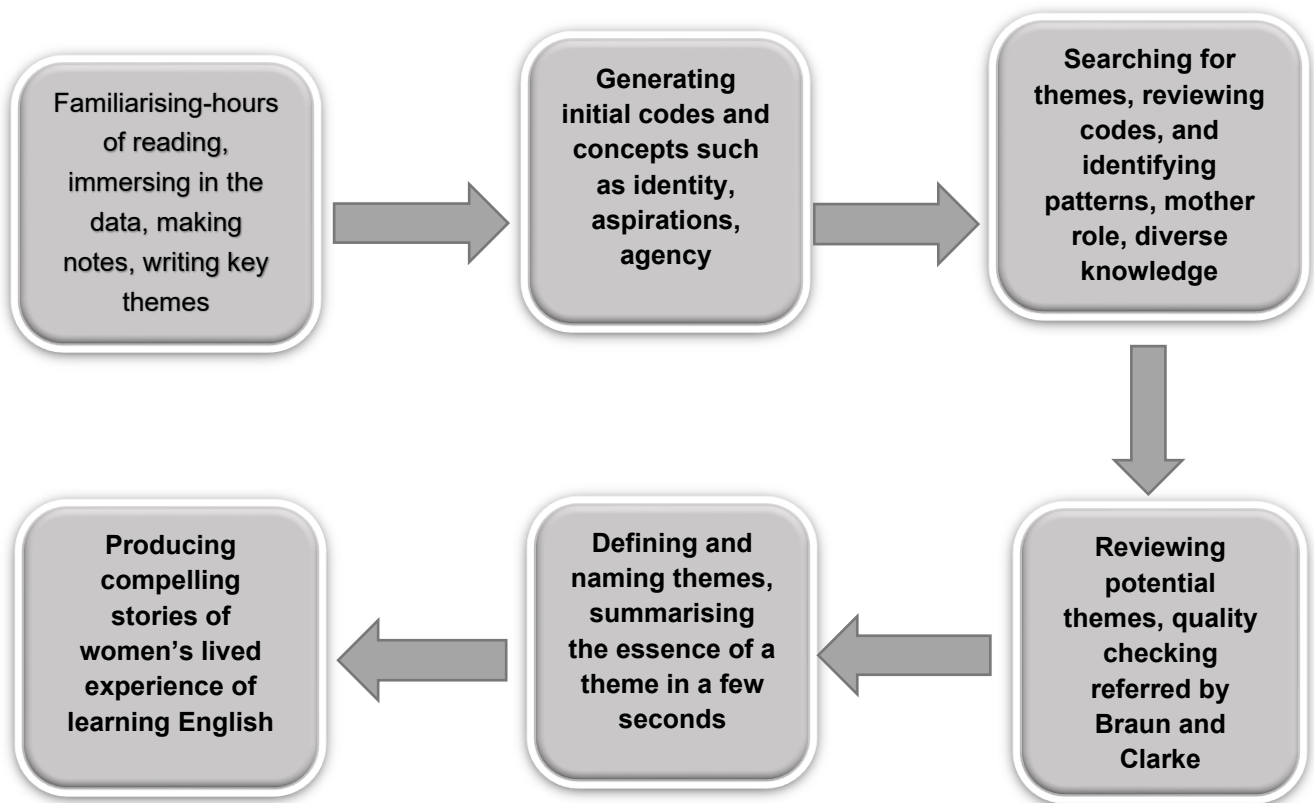 Familiarising-hours
of reading,
immersing in the
data, making
notes, writing key
themes
Generating
initial codes and
concepts such
as identity,
aspirations,
agency
Searching for
themes, reviewing
codes, and
identifying
patterns, mother
role, diverse
knowledge
Reviewing
potential
themes, quality
checking
referred by
Braun and
Clarke
Defining and
naming themes,
summarising
the essence of a
theme in a few
seconds
Producing
compelling
stories of
women’s lived
experience of
learning English